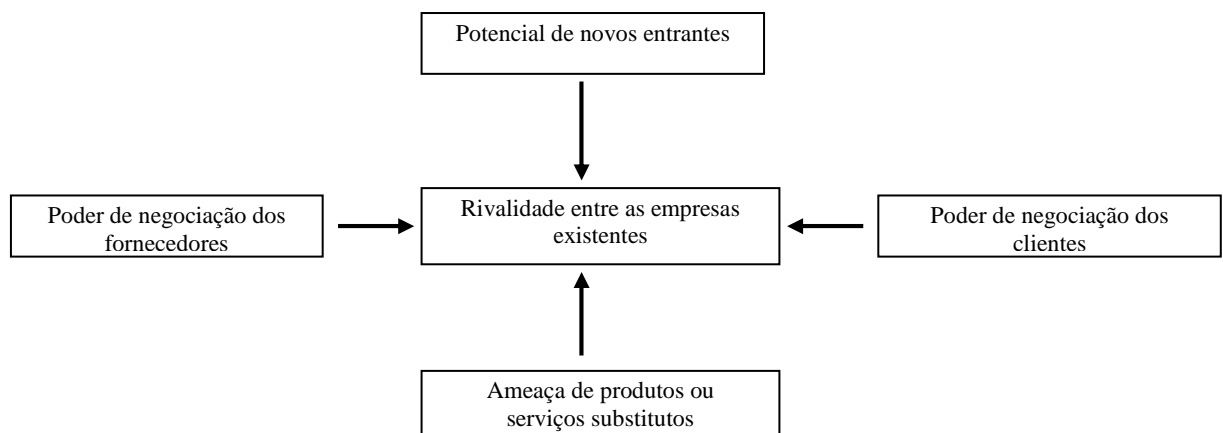 Potencial de novos entrantes
Poder de negociação dos
fornecedores
Rivalidade entre as empresas
existentes
Poder de negociação dos
clientes
Ameaça de produtos ou
serviços substitutos